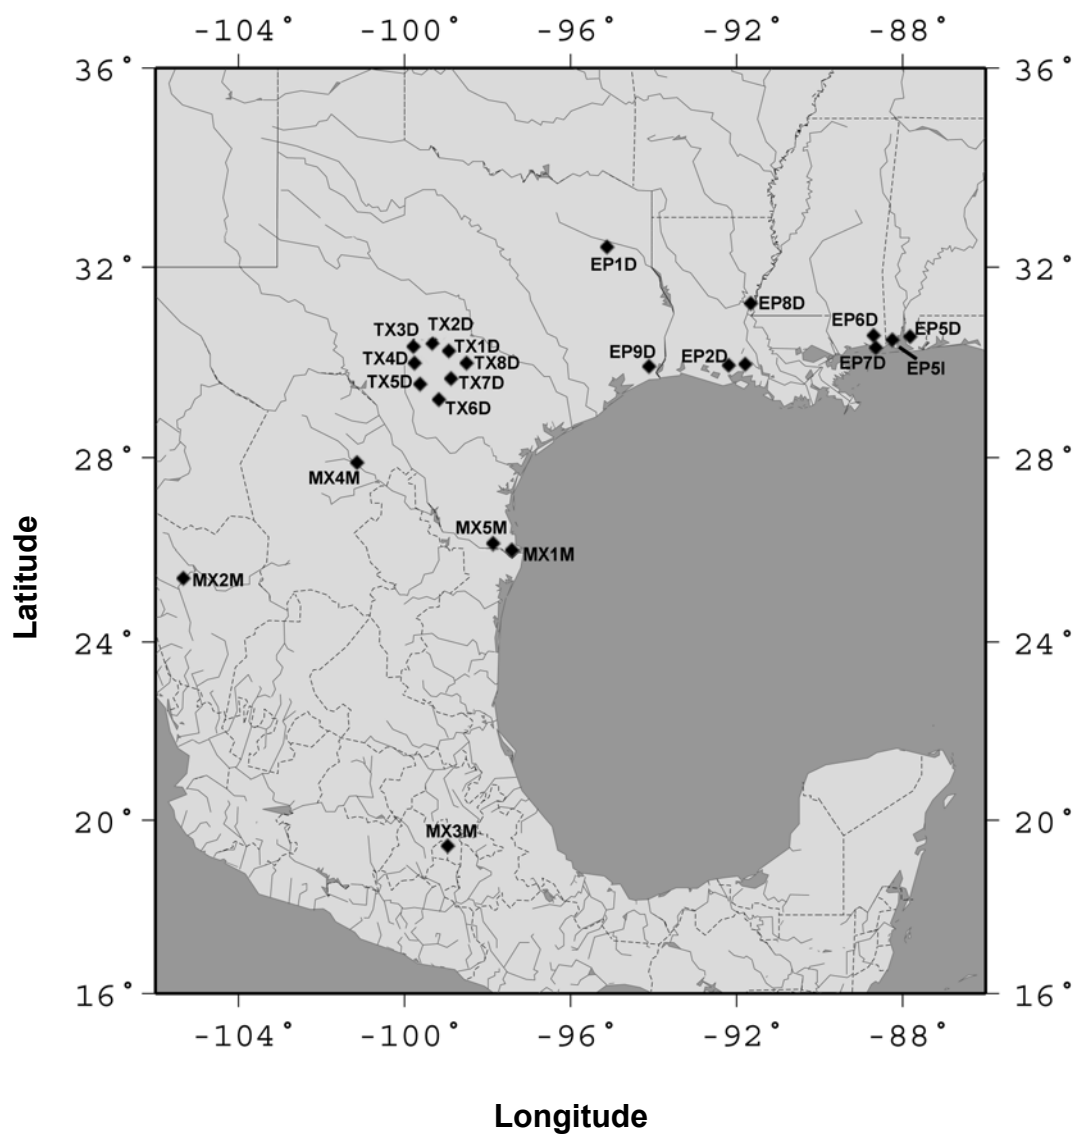 -104° -100° -96° -92° -88°
36° 36°
32° 32°
28° 28°
24° 24°
20° 20°
16° 16°
-104° -100° -96° -92° -88°
Latitude
Longitude
EP1D
EP8D
EP6D
EP5D
EP7D
EP5I
EP9D
EP2D
TX3D
TX2D
TX1D
TX4D
TX8D
TX5D
TX7D
TX6D
MX4M
MX5M
MX1M
MX2M
MX3M